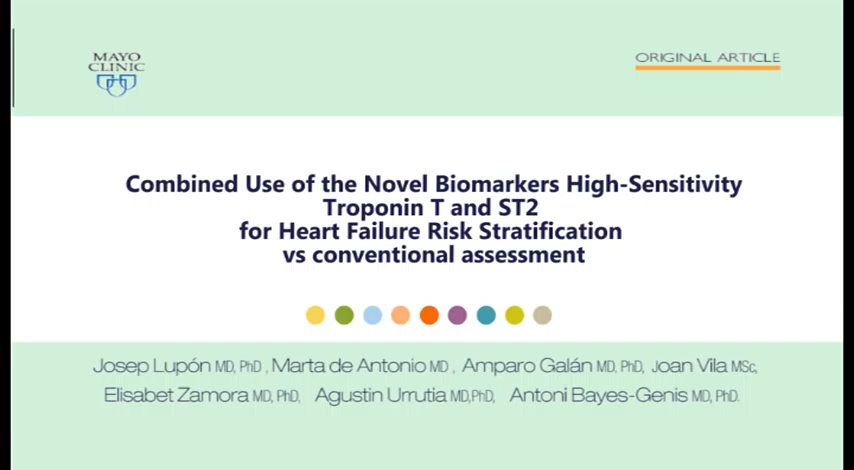 MAYO
CLINIC
ORIGINAL ARTICLE
Combined Use of the Novel Biomarkers High-Sensitivity
Troponin T and ST2
for Heart Failure Risk Stratification
vs conventional assessment
Josep Lupón MD, PhD , Marta de Antonio MD , Amparo Galán MD, PhD, Joan Vila MSc,
Elisabet Zamora MD, PhD, Agustin Urrutia MD,PhD, Antoni Bayes-Genis MD, PhD.